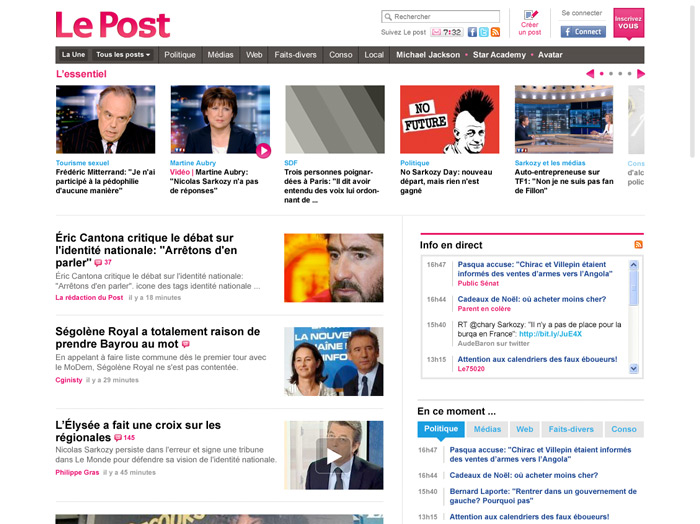 Le Post
Rechercher
Suivez Le post 7:32
Créer
un post
Se connecter
f Connect
Inscrivez
VOUS
La Une Tous les posts Politique Médias Web Faits-divers Conso Local Michael Jackson • Star Academy • Avatar
L'essentiel
Tourisme sexuel
Frédéric Mitterrand: "Je n'ai
participé à la pédophilie
d'aucune manière"
Martine Aubry
Vidéo | Martine Aubry:
"Nicolas Sarkozy n'a pas
de réponses"
SDF
Trois personnes poignar-
dées à Paris: "Il dit avoir
entendu des voix lui ordon-
nant de ...
NO
FUTURE
Politique
No Sarkozy Day: nouveau
départ, mais rien n'est
gagné
Sarkozy et les médias
Auto-entrepreneuse sur
TF1: "Non je ne suis pas fan
de Fillon"
Éric Cantona critique le débat sur
l'identité nationale: "Arrêtons d'en
parler" 37
Éric Cantona critique le débat sur l'identité nationale:
"Arrêtons d'en parler". icone des tags identité nationale ...
La rédaction du Post il y a 18 minutes
Ségolène Royal a totalement raison de
prendre Bayrou au mot
En appelant à faire liste commune dès le premier tour avec
le MoDem, Ségolène Royal ne s'est pas contentée.
Cginisty il y a 29 minutes
L'Élysée a fait une croix sur les
régionales 145
Nicolas Sarkozy persiste dans l'erreur et signe une tribune
dans Le Monde pour défendre sa vision de l'identité nationale.
Philippe Gras il y a 45 minutes
Info en direct
16h47 Pasqua accuse: "Chirac et Villepin étaient
informés des ventes d'armes vers l'Angola"
Public Sénat
16h44 Cadeaux de Noël: où acheter moins cher?
Parent en colère
15h40 RT @chary Sarkozy: "Il n'y a pas de place pour la
burqa en France": http://bit.ly/JuE4X
AudeBaron sur twitter
13h15 Attention aux calendriers des faux éboueurs!
Le75020
En ce moment ...
Politique Médias Web Faits-divers Conso
16h47 Pasqua accuse: "Chirac et Villepin étaient
informés des ventes d'armes vers l'Angola"
16h44 Cadeaux de Noël: où acheter moins cher?
15h40 Bernard Laporte: "Rentrer dans un gouvernement de
gauche? Pourquoi pas"
13h15 Attention aux calendriers des faux éboueurs!